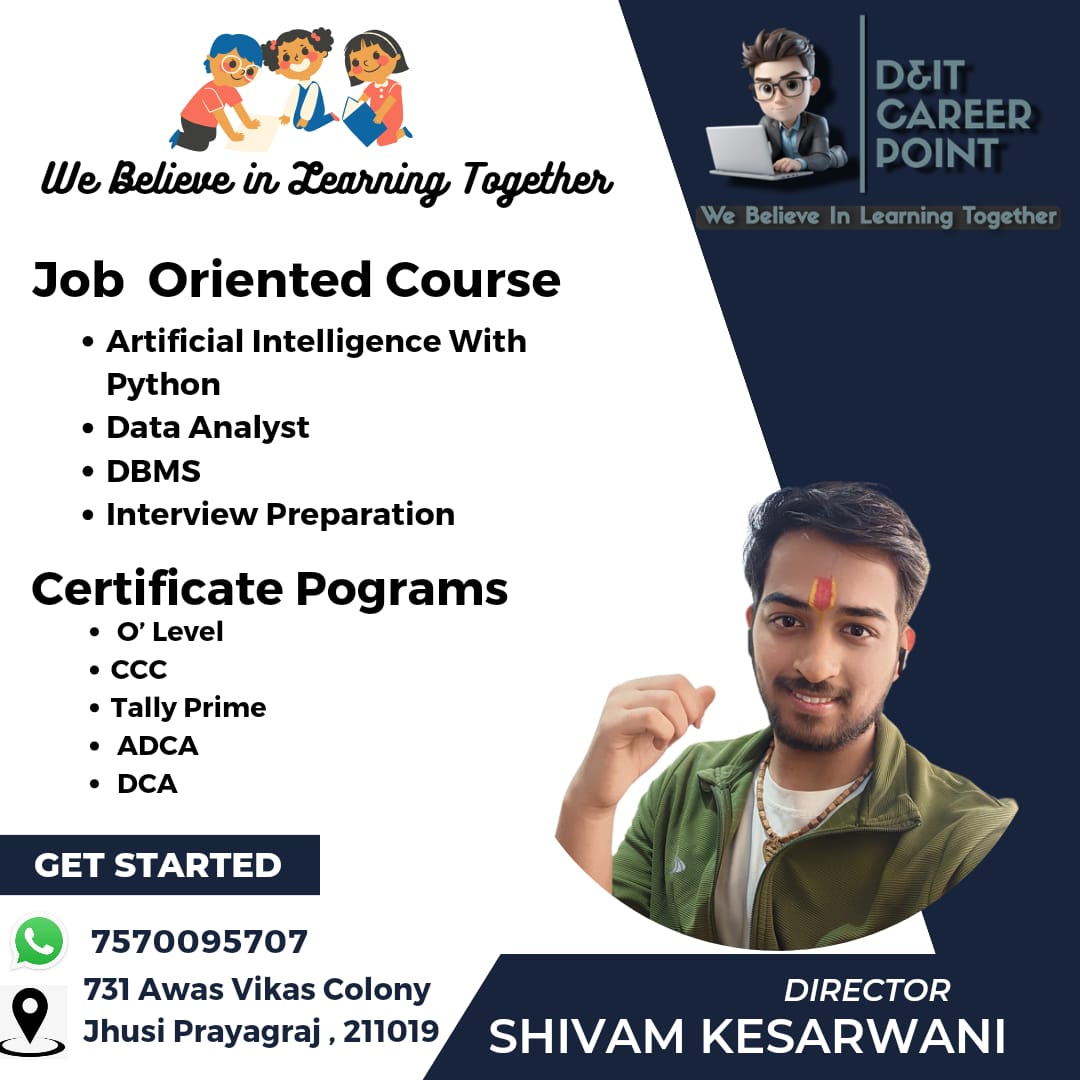 We Believe in Learning Together
D&IT
CAREER
POINT
We Believe In Learning Together
Job Oriented Course
• Artificial Intelligence With
Python
• Data Analyst
• DBMS
• Interview Preparation
Certificate Pograms
• O’ Level
• CCC
• Tally Prime
• ADCA
• DCA
GET STARTED
7570095707
731 Awas Vikas Colony
Jhusi Prayagraj , 211019
DIRECTOR
SHIVAM KESARWANI